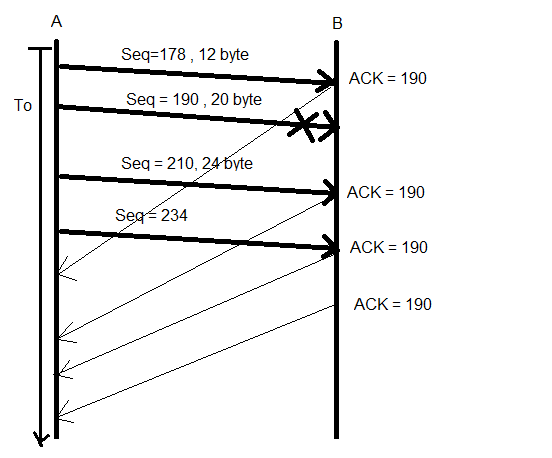 A
B
Seq=178 , 12 byte
ACK = 190
To
Seq = 190 , 20 byte
Seq = 210, 24 byte
ACK = 190
Seq = 234
ACK = 190
ACK = 190